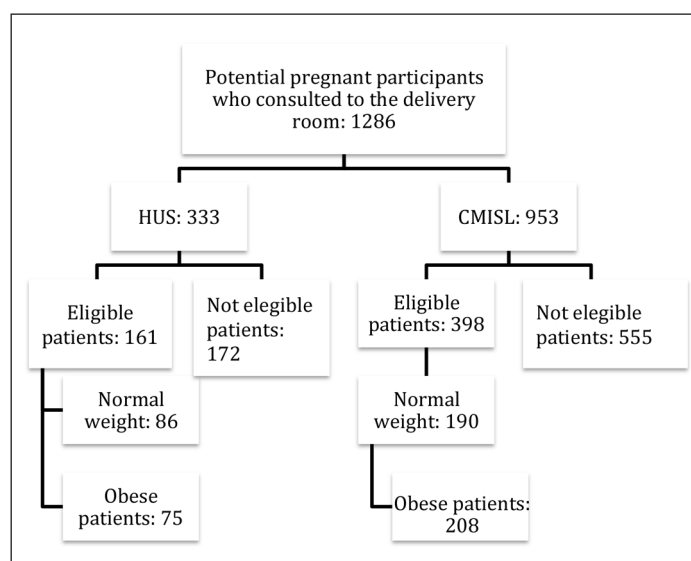 Potential pregnant participants
who consulted to the delivery
room: 1286
HUS: 333
CMISL: 953
Eligible
patients: 161
Not elegible
patients:
172
Eligible
patients: 398
Not elegible
patients: 555
Normal
weight: 86
Normal
weight: 190
Obese
patients: 75
Obese patients:
208